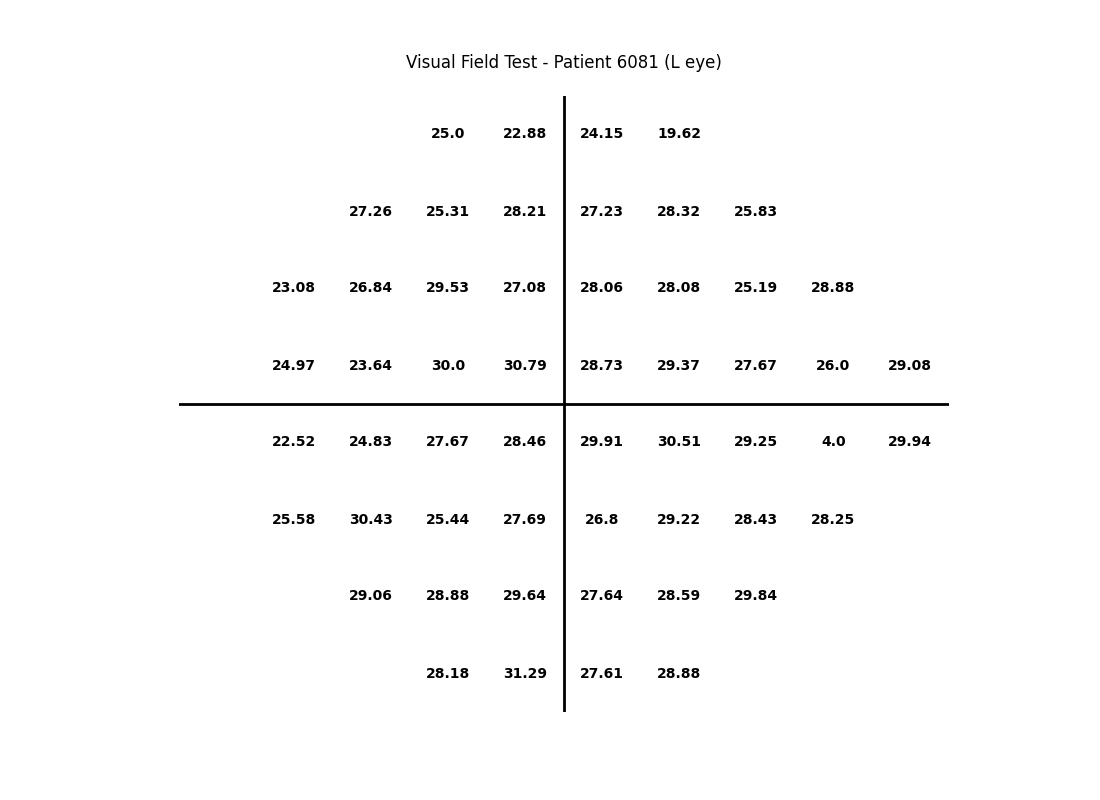 Visual Field Test - Patient 6081 (L eye)
25.0 22.88 24.15 19.62
27.26 25.31 28.21 27.23 28.32 25.83
23.08 26.84 29.53 27.08 28.06 28.08 25.19 28.88
24.97 23.64 30.0 30.79 28.73 29.37 27.67 26.0 29.08
22.52 24.83 27.67 28.46 29.91 30.51 29.25 4.0 29.94
25.58 30.43 25.44 27.69 26.8 29.22 28.43 28.25
29.06 28.88 29.64 27.64 28.59 29.84
28.18 31.29 27.61 28.88